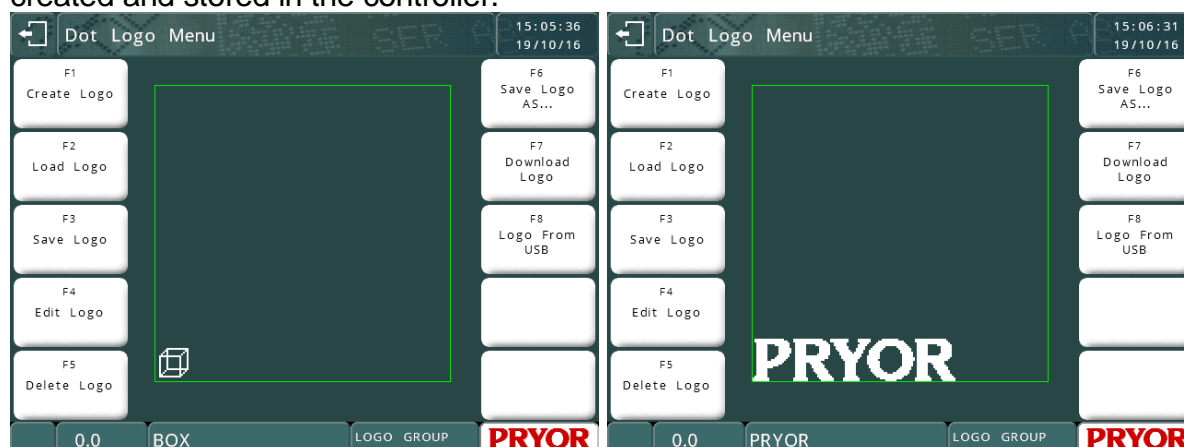 created and stored in the controller.
Dot Logo Menu
15:05:36
19/10/16
F1
Create Logo
F2
Load Logo
F3
Save Logo
F4
Edit Logo
F5
Delete Logo
F6
Save Logo
AS...
F7
Download
Logo
F8
Logo From
USB
0.0
BOX
LOGO GROUP
PRYOR
Dot Logo Menu
15:06:31
19/10/16
F1
Create Logo
F2
Load Logo
F3
Save Logo
F4
Edit Logo
F5
Delete Logo
PRYOR
F6
Save Logo
AS...
F7
Download
Logo
F8
Logo From
USB
0.0
PRYOR
LOGO GROUP
PRYOR